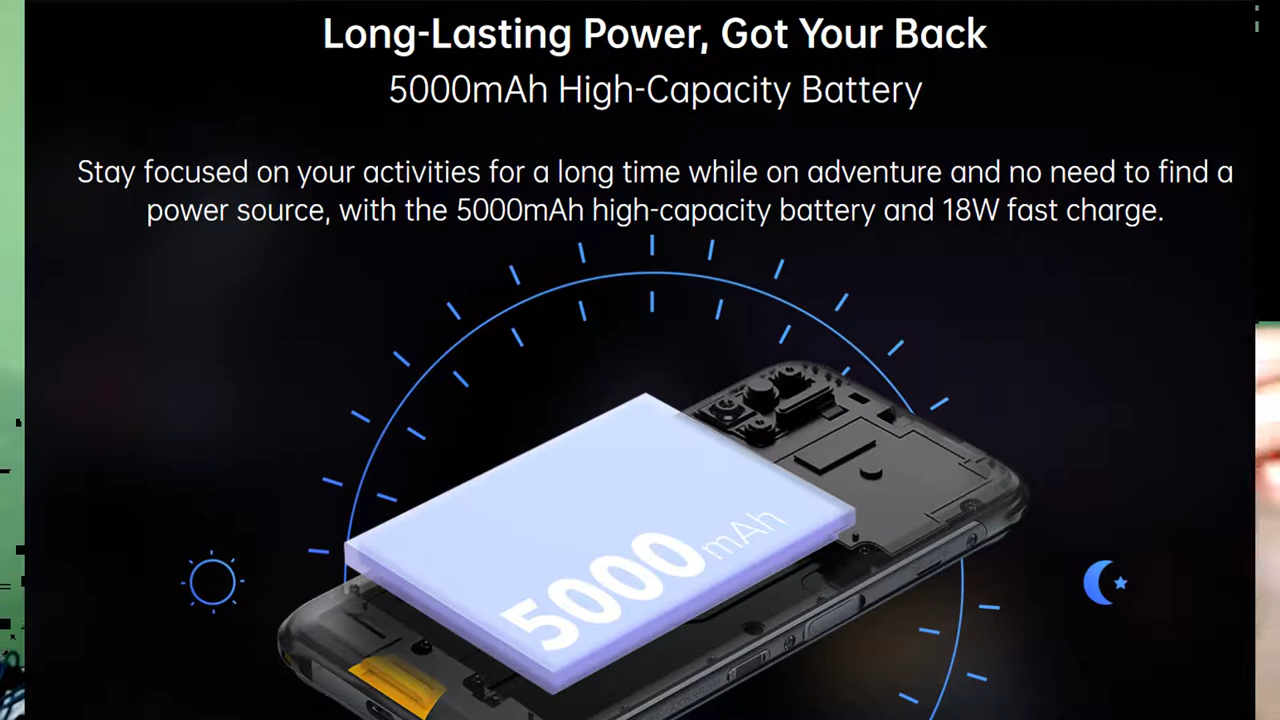 Long-Lasting Power, Got Your Back
5000mAh High-Capacity Battery
Stay focused on your activities for a long time while on adventure and no need to find a
power source, with the 5000mAh high-capacity battery and 18W fast charge.
5000mAh